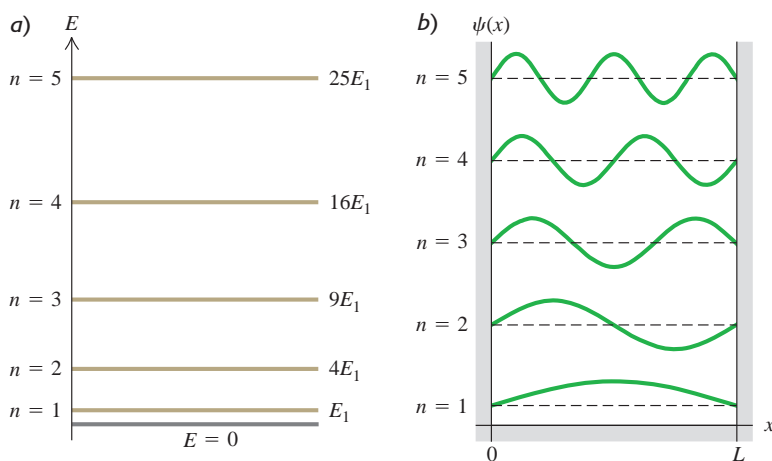 a)
E
n = 5 25E₁
n = 4 16E₁
n = 3 9E₁
n = 2 4E₁
n = 1 E₁
E = 0
b)
ψ(x)
n = 5
n = 4
n = 3
n = 2
n = 1
x
0 L